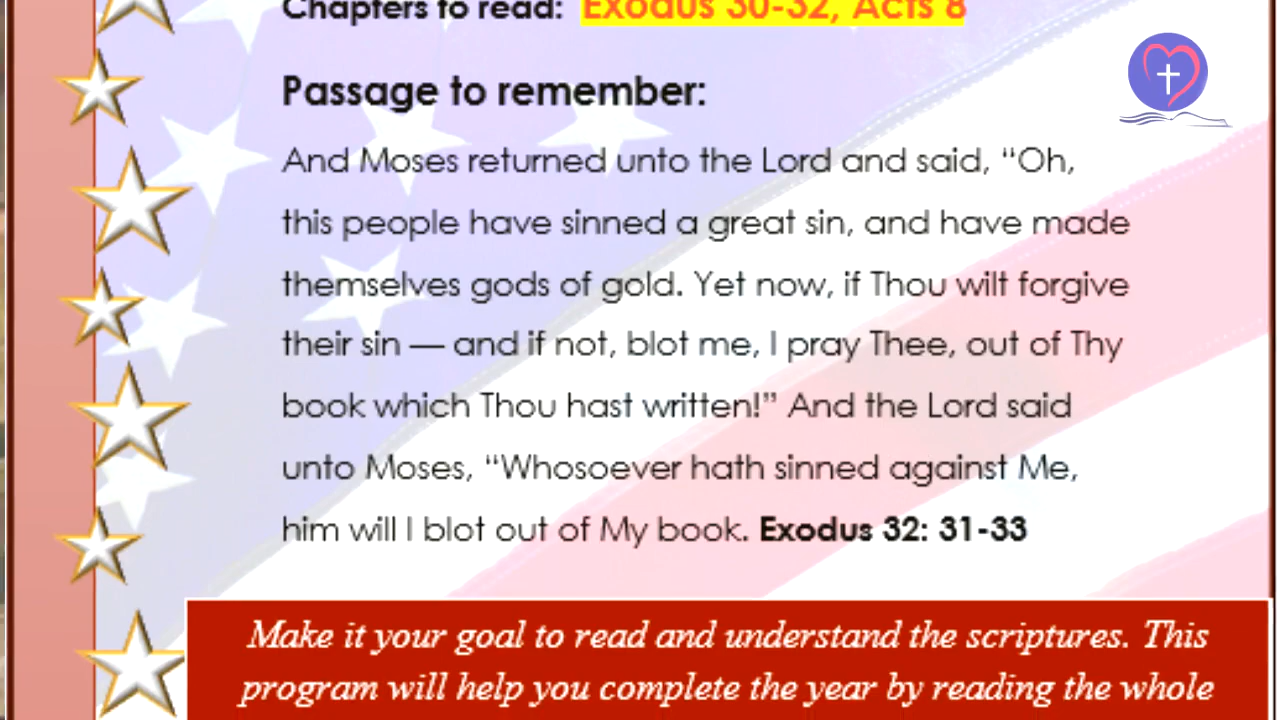 Chapters to read: Exodus 30-32, Acts 8
Passage to remember:
And Moses returned unto the Lord and said, “Oh,
this people have sinned a great sin, and have made
themselves gods of gold. Yet now, if Thou wilt forgive
their sin — and if not, blot me, I pray Thee, out of Thy
book which Thou hast written!” And the Lord said
unto Moses, “Whosoever hath sinned against Me,
him will I blot out of My book. Exodus 32: 31-33
Make it your goal to read and understand the scriptures. This
program will help you complete the year by reading the whole